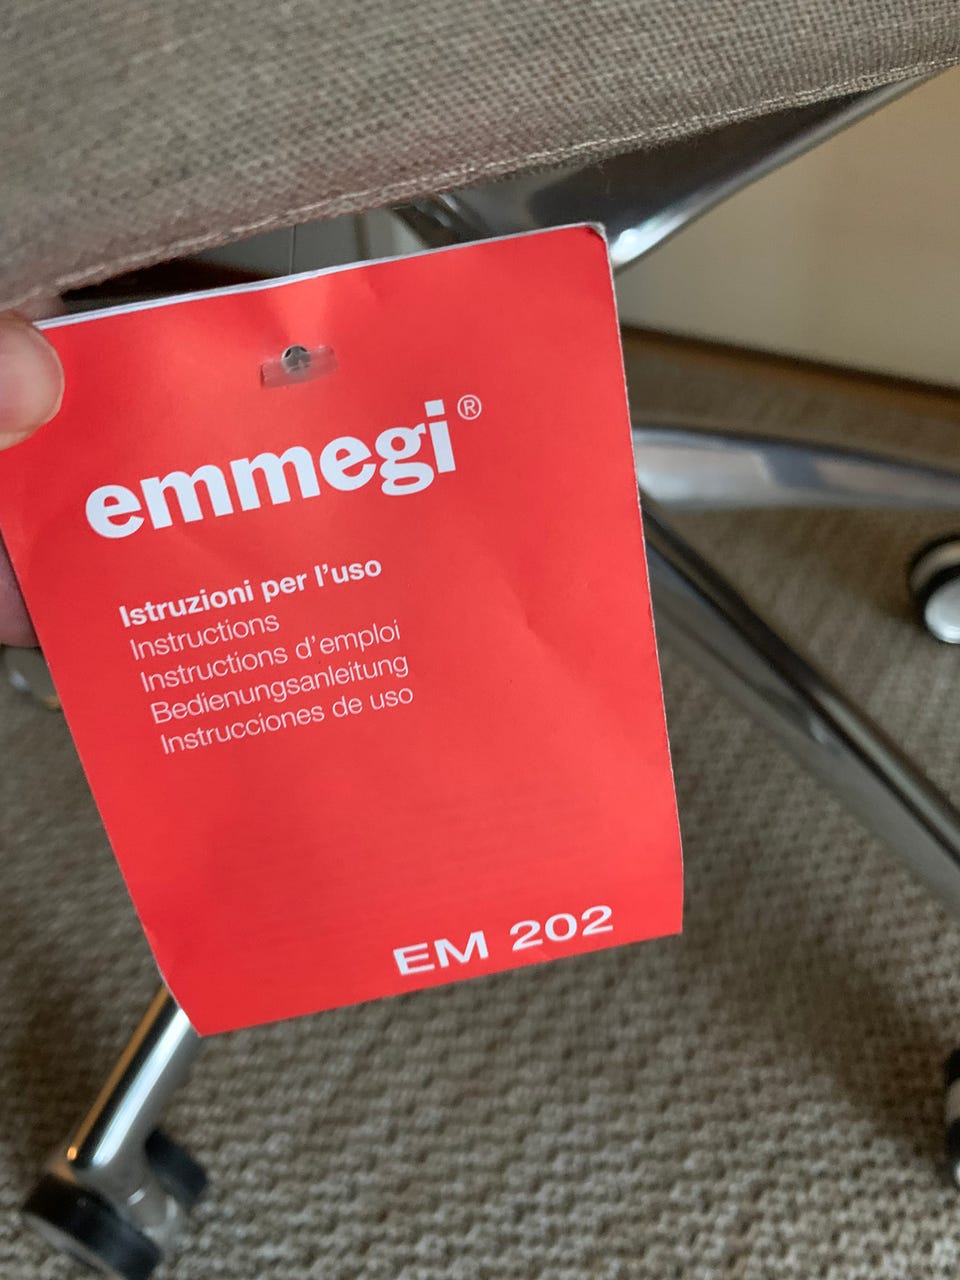 emmegi®
Istruzioni per l'uso
Instructions
Instructions d'emploi
Bedienungsanleitung
Instrucciones de uso
EM 202